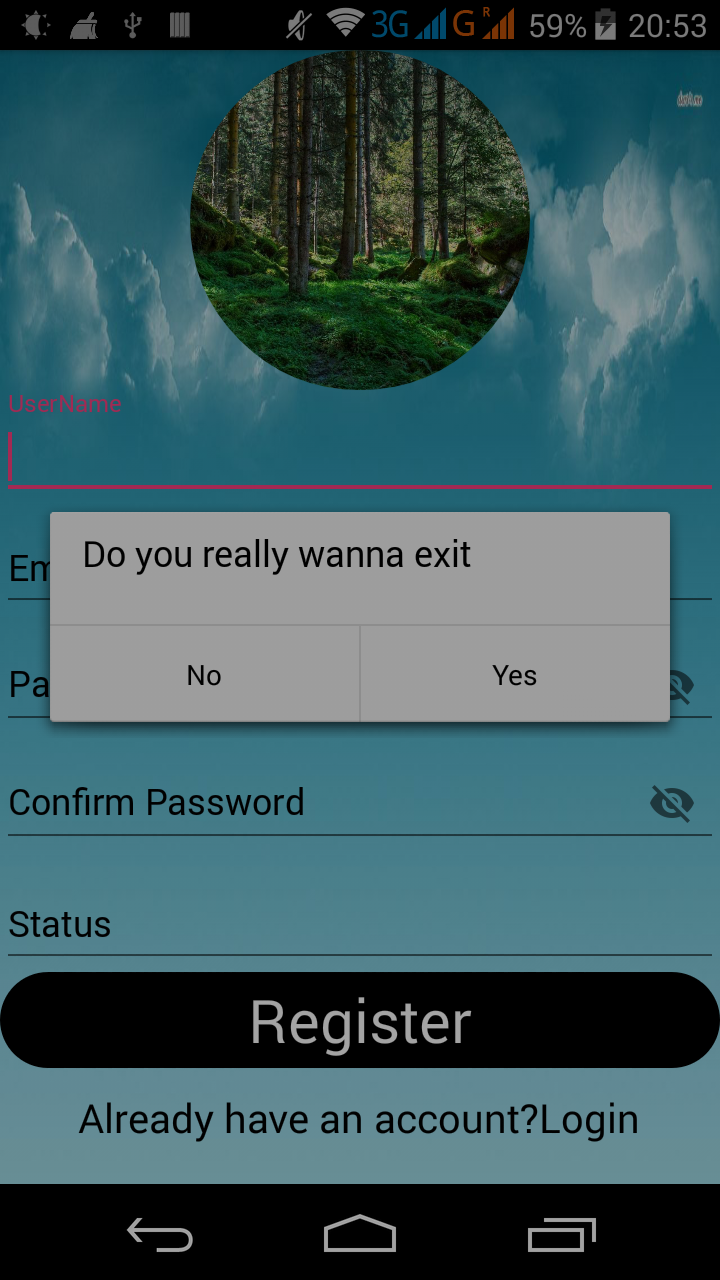 3G G R 59% 20:53
UserName
Do you really wanna exit
Em
No Yes
Pa
Confirm Password
Status
Register
Already have an account?Login